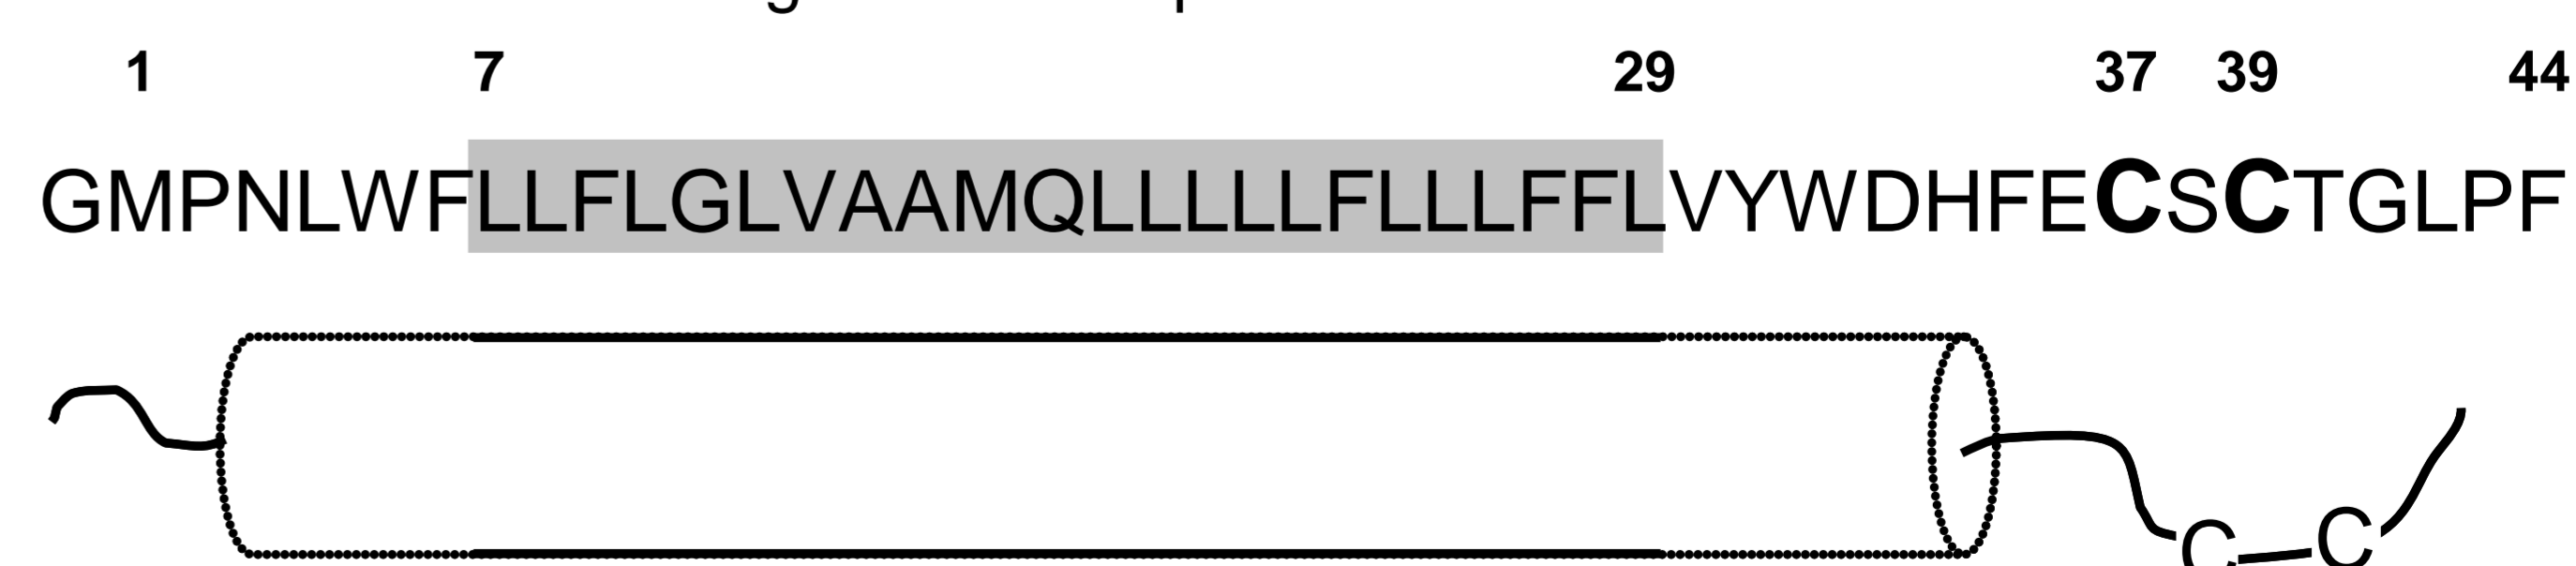 1 7 29 37 39 44
GMPNLWFLLFLGLVAAMQLLLLLFLLLFFLVYWDHFECSCTGLPF
C C